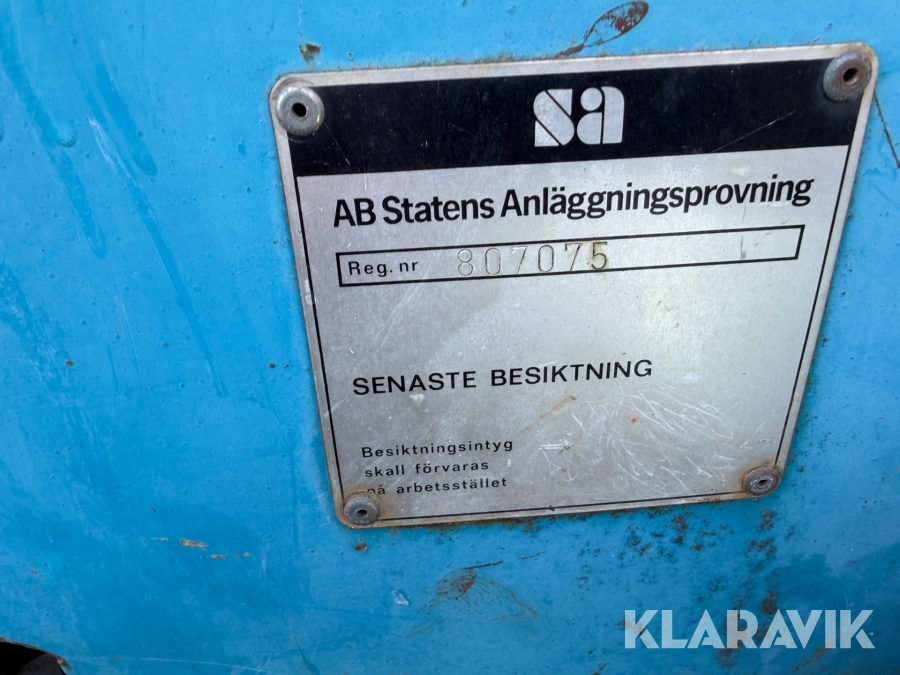 sa
AB Statens Anläggningsprovning
Reg. nr 807075
SENASTE BESIKTNING
Besiktningsintyg
skall förvaras
på arbetsstället
KLARAVIK